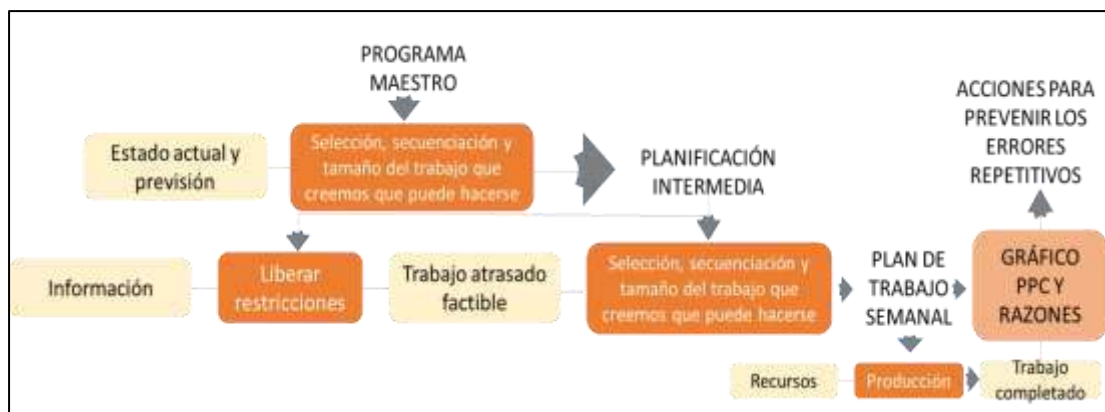 PROGRAMA
MAESTRO
ACCIONES PARA
PREVENIR LOS
ERRORES
REPETITIVOS
Estado actual y
previsión
Selección, secuenciación y
tamaño del trabajo que
creemos que puede hacerse
PLANIFICACIÓN
INTERMEDIA
Información
Liberar
restricciones
Trabajo atrasado
factible
Selección, secuenciación y
tamaño del trabajo que
creemos que puede hacerse
PLAN DE
TRABAJO
SEMANAL
GRÁFICO
PPC Y
RAZONES
Recursos
Producción
Trabajo
completado